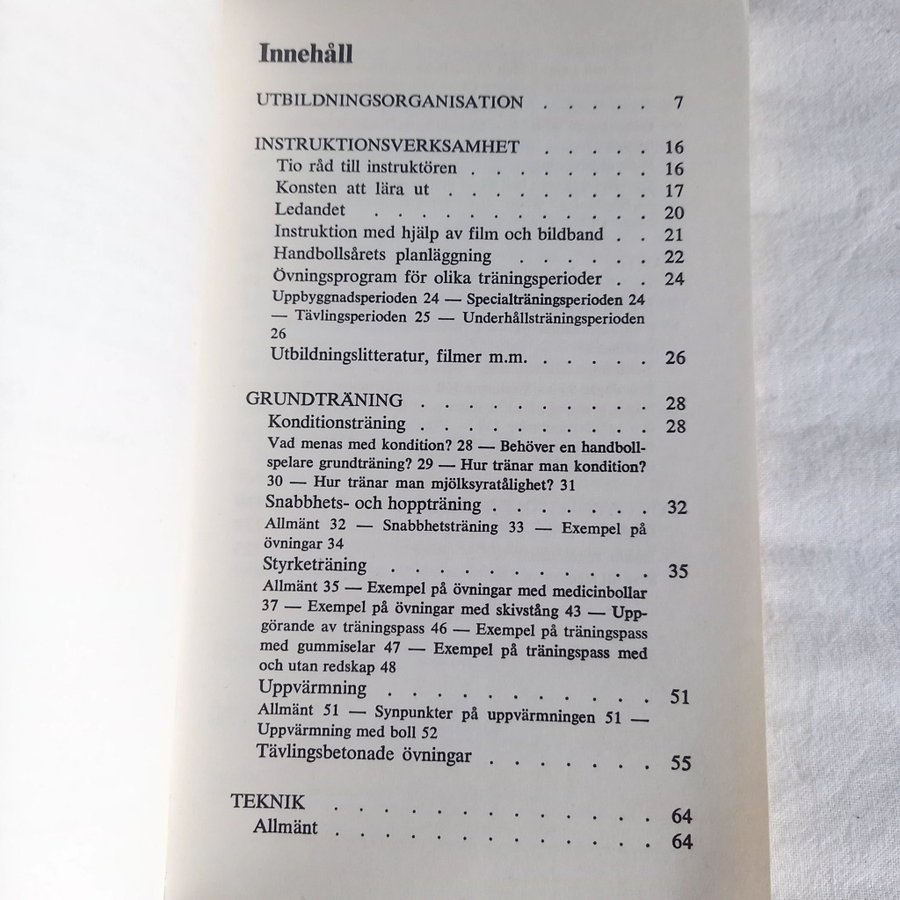 Innehåll
UTBILDNINGSORGANISATION . . . . . 7
INSTRUKTIONSVERKSAMHET . . . . . 16
Tio råd till instruktören . . . . . . . . 16
Konsten att lära ut . . . . . . . . . 17
Ledandet . . . . . . . . . . . . 20
Instruktion med hjälp av film och bildband . . 21
Handbollsårets planläggning . . . . . . 22
Övningsprogram för olika träningsperioder . . 24
Uppbyggnadsperioden 24 — Specialträningsperioden 24
— Tävlingsperioden 25 — Underhållsträningsperioden
26
Utbildningslitteratur, filmer m.m. . . . . . 26
GRUNDTRÄNING . . . . . . . . . . 28
Konditionsträning . . . . . . . . . . 28
Vad menas med kondition? 28 — Behöver en handboll-
spelare grundträning? 29 — Hur tränar man kondition?
30 — Hur tränar man mjölksyratålighet? 31
Snabbhets- och hoppträning . . . . . . . 32
Allmänt 32 — Snabbhetsträning 33 — Exempel på
övningar 34
Styrketräning . . . . . . . . . . . 35
Allmänt 35 — Exempel på övningar med medicinbollar
37 — Exempel på övningar med skivstång 43 — Upp-
görande av träningspass 46 — Exempel på träningspass
med gummiselar 47 — Exempel på träningspass med
och utan redskap 48
Uppvärmning . . . . . . . . . . . 51
Allmänt 51 — Synpunkter på uppvärmningen 51 —
Uppvärmning med boll 52
Tävlingsbetonade övningar . . . . . . . 55
TEKNIK . . . . . . . . . . . . . 64
Allmänt . . . . . . . . . . . . . 64